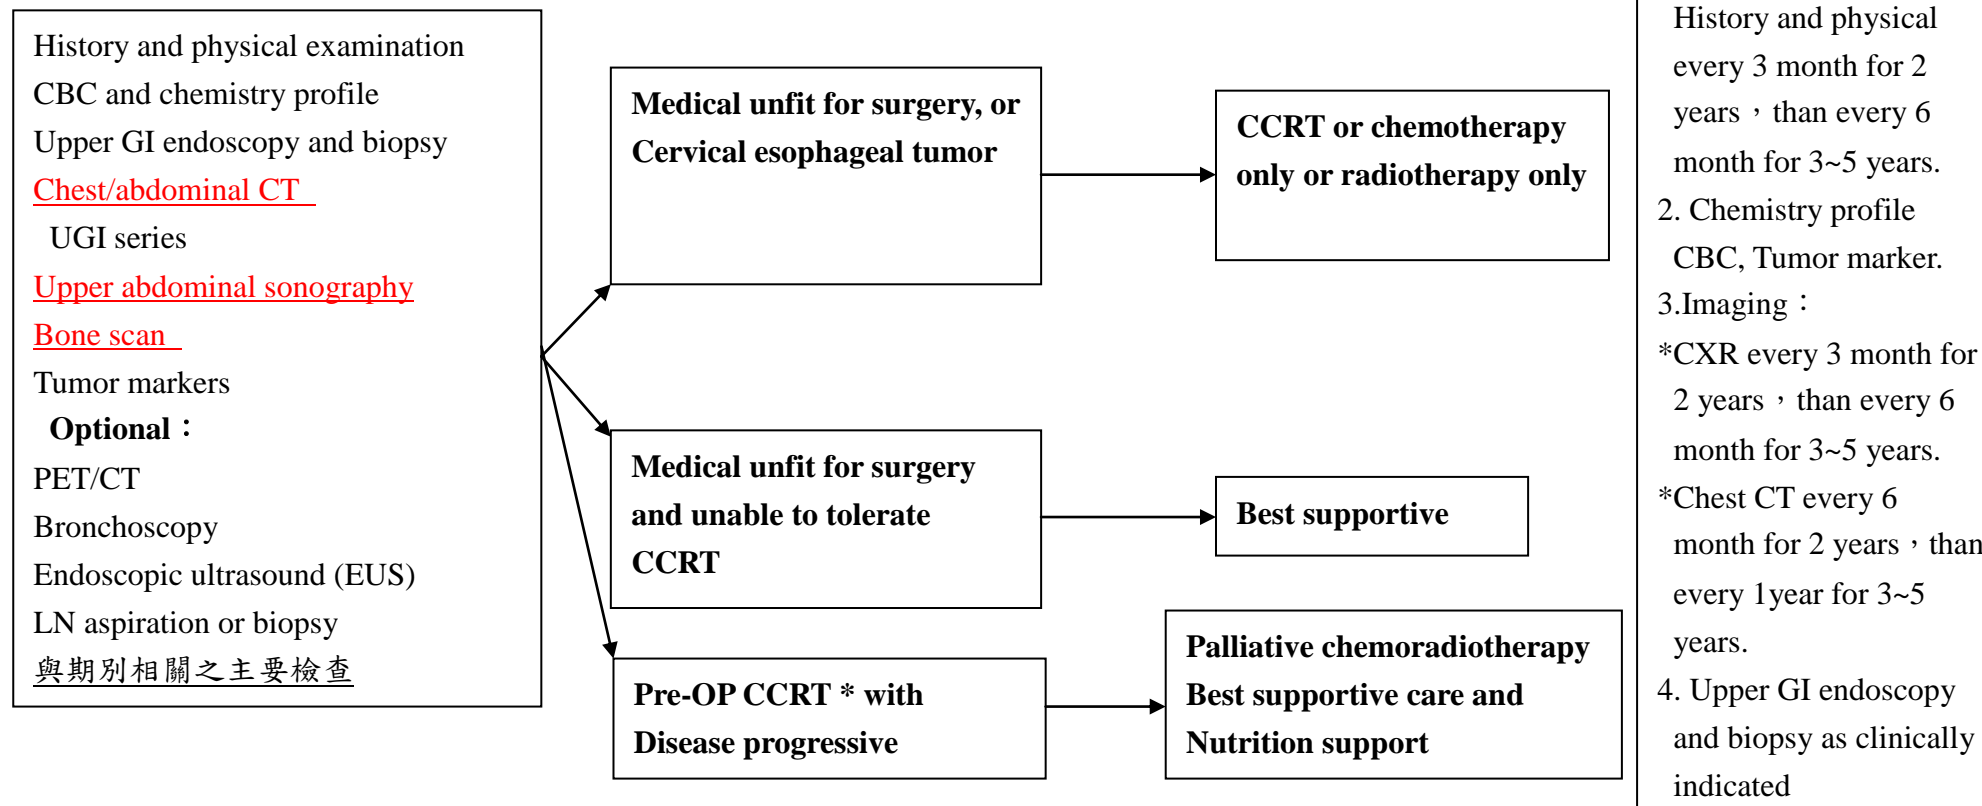 History and physical examination
CBC and chemistry profile
Upper GI endoscopy and biopsy
Chest/abdominal CT
UGI series
Upper abdominal sonography
Bone scan
Tumor markers
Optional：
PET/CT
Bronchoscopy
Endoscopic ultrasound (EUS)
LN aspiration or biopsy
與期別相關之主要檢查
Medical unfit for surgery, or
Cervical esophageal tumor
CCRT or chemotherapy
only or radiotherapy only
Medical unfit for surgery
and unable to tolerate
CCRT
Best supportive
Pre-OP CCRT * with
Disease progressive
Palliative chemoradiotherapy
Best supportive care and
Nutrition support
History and physical
every 3 month for 2
years，than every 6
month for 3~5 years.
2. Chemistry profile
CBC, Tumor marker.
3.Imaging：
*CXR every 3 month for
2 years，than every 6
month for 3~5 years.
*Chest CT every 6
month for 2 years，than
every 1year for 3~5
years.
4. Upper GI endoscopy
and biopsy as clinically
indicated